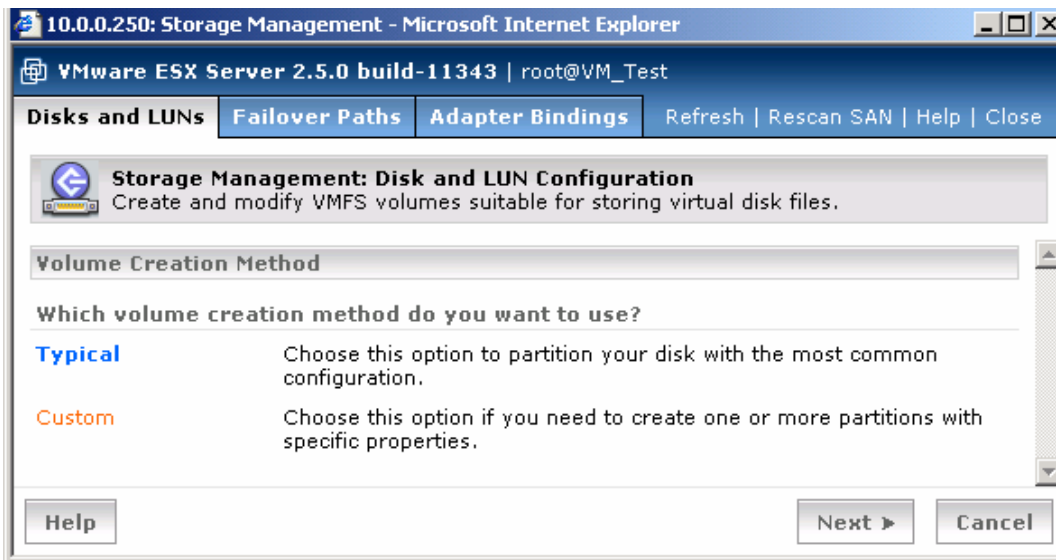 10.0.0.250: Storage Management - Microsoft Internet Explorer
VMware ESX Server 2.5.0 build-11343 | root@VM_Test
Disks and LUNs Failover Paths Adapter Bindings Refresh | Rescan SAN | Help | Close
Storage Management: Disk and LUN Configuration
Create and modify VMFS volumes suitable for storing virtual disk files.
Volume Creation Method
Which volume creation method do you want to use?
Typical Choose this option to partition your disk with the most common
configuration.
Custom Choose this option if you need to create one or more partitions with
specific properties.
Help Next Cancel